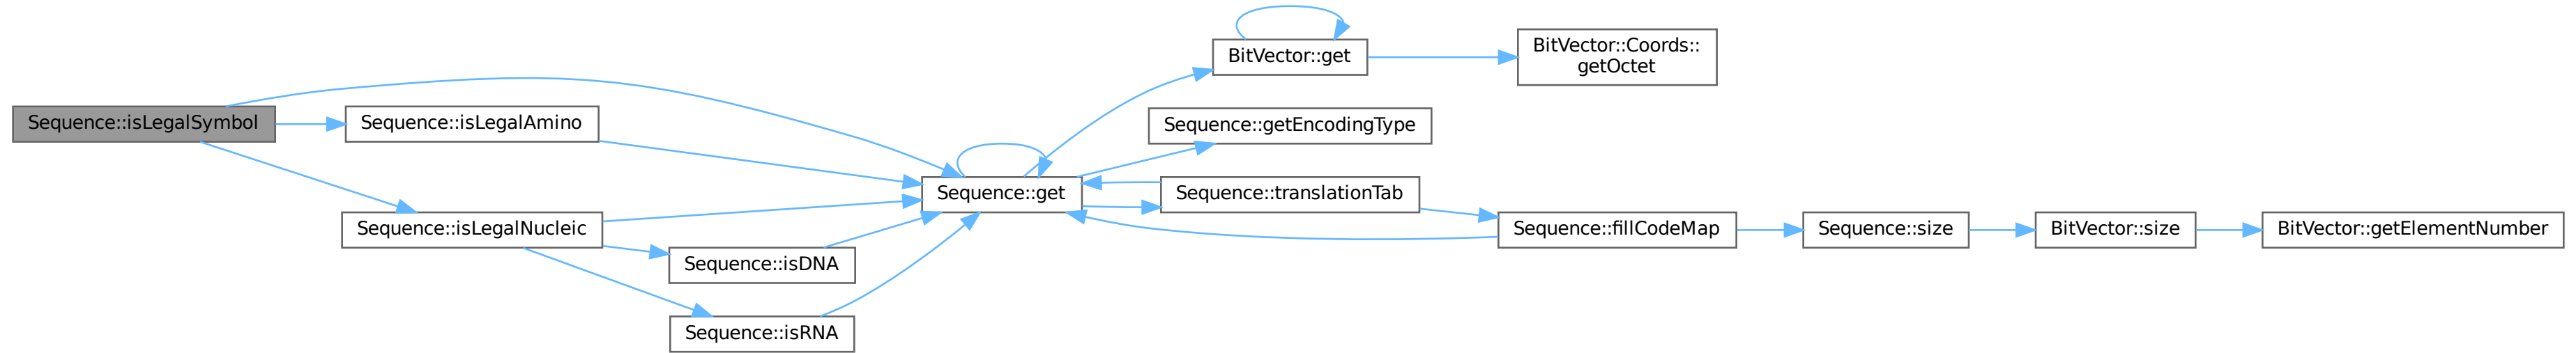 Sequence::isLegalSymbol
Sequence::isLegalAmino
Sequence::isLegalNucleic
Sequence::isDNA
Sequence::isRNA
Sequence::get
BitVector::get
BitVector::Coords::
getOctet
Sequence::getEncodingType
Sequence::translationTab
Sequence::fillCodeMap
Sequence::size
BitVector::size
BitVector::getElementNumber